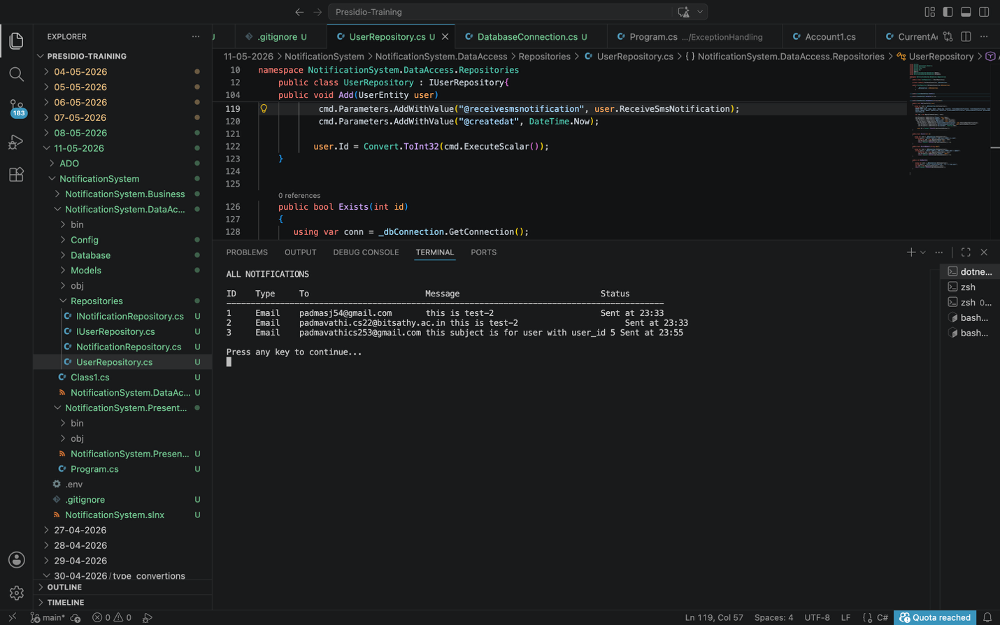 Presidio-Training
EXPLORER
PRESIDIO-TRAINING
04-05-2026
05-05-2026
06-05-2026
07-05-2026
08-05-2026
11-05-2026
ADO
NotificationSystem
NotificationSystem.Business
NotificationSystem.DataAc...
bin
Config
Database
Models
obj
Repositories
INotificationRepository.cs U
IUserRepository.cs U
NotificationRepository.cs U
UserRepository.cs U
Class1.cs U
NotificationSystem.DataAc... U
NotificationSystem.Present...
bin
obj
NotificationSystem.Presen... U
Program.cs U
.env
.gitignore U
NotificationSystem.slnx U
27-04-2026
28-04-2026
29-04-2026
30-04-2026/type_convertions
OUTLINE
TIMELINE
183
U .gitignore U UserRepository.cs U DatabaseConnection.cs U Program.cs .../ExceptionHandling Account1.cs CurrentA
11-05-2026 > NotificationSystem > NotificationSystem.DataAccess > Repositories > UserRepository.cs > {} NotificationSystem.DataAccess.Repositories > UserRepository >
10 namespace NotificationSystem.DataAccess.Repositories
12 public class UserRepository : IUserRepository{
104 public void Add(UserEntity user)
119 cmd.Parameters.AddWithValue("@receivesmsnotification", user.ReceiveSmsNotification);
120 cmd.Parameters.AddWithValue("@createdat", DateTime.Now);
121
122 user.Id = Convert.ToInt32(cmd.ExecuteScalar());
123 }
124
125
0 references
126 public bool Exists(int id)
127 {
128 using var conn = _dbConnection.GetConnection();
PROBLEMS OUTPUT DEBUG CONSOLE TERMINAL PORTS
ALL NOTIFICATIONS
ID Type To Message Status
1 Email padmasj54@gmail.com this is test-2 Sent at 23:33
2 Email padmavathi.cs22@bitsathy.ac.in this is test-2 Sent at 23:33
3 Email padmavathics253@gmail.com this subject is for user with user_id 5 Sent at 23:55
Press any key to continue...
dotne...
zsh
zsh 0...
bash...
bash...
main* 0 0 Ln 119, Col 57 Spaces: 4 UTF-8 LF {} C# Quota reached